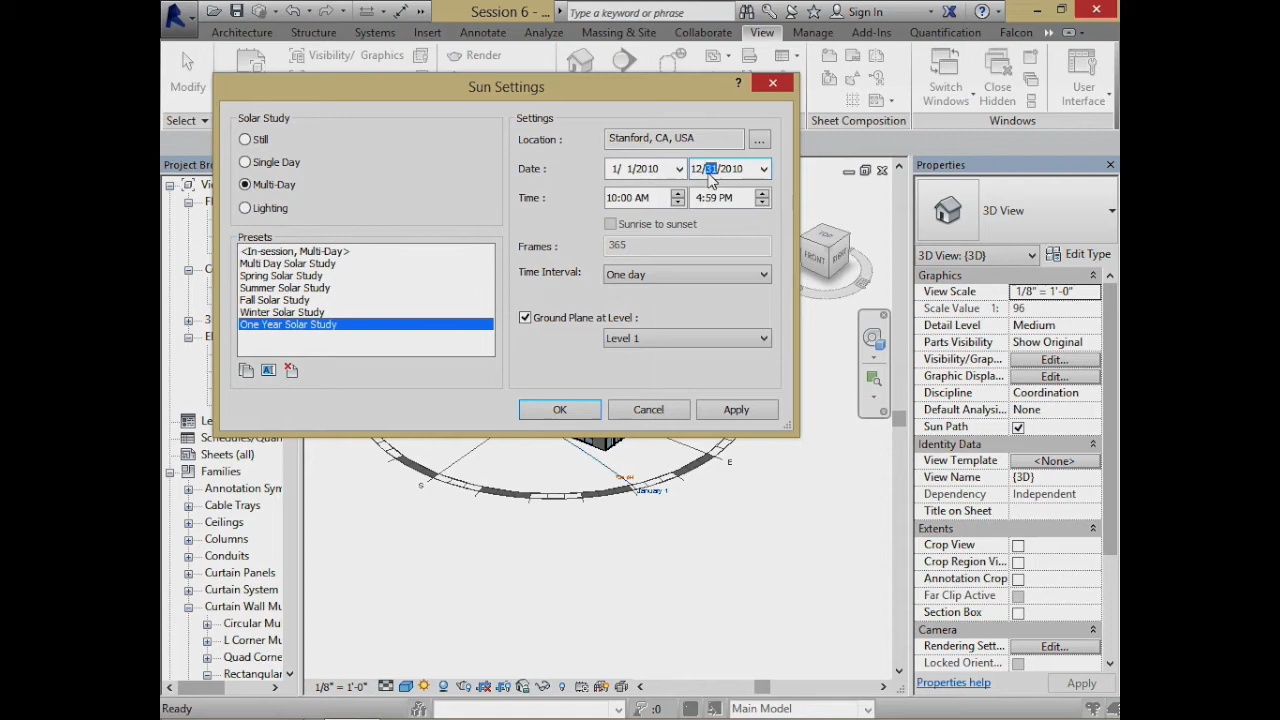 Session 6 - ...
Type a keyword or phrase
Sign In
Architecture Structure Systems Insert Annotate Analyze Massing & Site Collaborate View Manage Add-Ins Quantification Falcon
Modify
Visibility/ Graphics
Render
Switch Windows
Close Hidden
User Interface
Select
Sheet Composition
Windows
Sun Settings
?
Solar Study
Still
Single Day
Multi-Day
Lighting
Presets
<In-session, Multi-Day>
Multi Day Solar Study
Spring Solar Study
Summer Solar Study
Fall Solar Study
Winter Solar Study
One Year Solar Study
Settings
Location : Stanford, CA, USA ...
Date : 1/ 1/2010 12/31/2010
Time : 10:00 AM 4:59 PM
Sunrise to sunset
Frames : 365
Time Interval: One day
Ground Plane at Level :
Level 1
OK Cancel Apply
Project Bro
TOP
FRONT
RIGHT
S
E
January 1
Sheets (all)
Families
Annotation Sym
Cable Trays
Ceilings
Columns
Conduits
Curtain Panels
Curtain System
Curtain Wall Mu
Circular Mu
L Corner Mu
Quad Corne
Rectangular
Properties
3D View
3D View: {3D} Edit Type
Graphics
View Scale 1/8" = 1'-0"
Scale Value 1: 96
Detail Level Medium
Parts Visibility Show Original
Visibility/Grap... Edit...
Graphic Displa... Edit...
Discipline Coordination
Default Analysi... None
Sun Path
Identity Data
View Template <None>
View Name {3D}
Dependency Independent
Title on Sheet
Extents
Crop View
Crop Region Vi...
Annotation Crop
Far Clip Active
Section Box
Camera
Rendering Sett... Edit...
Locked Orient...
Properties help Apply
1/8" = 1'-0"
Ready
:0
Main Model